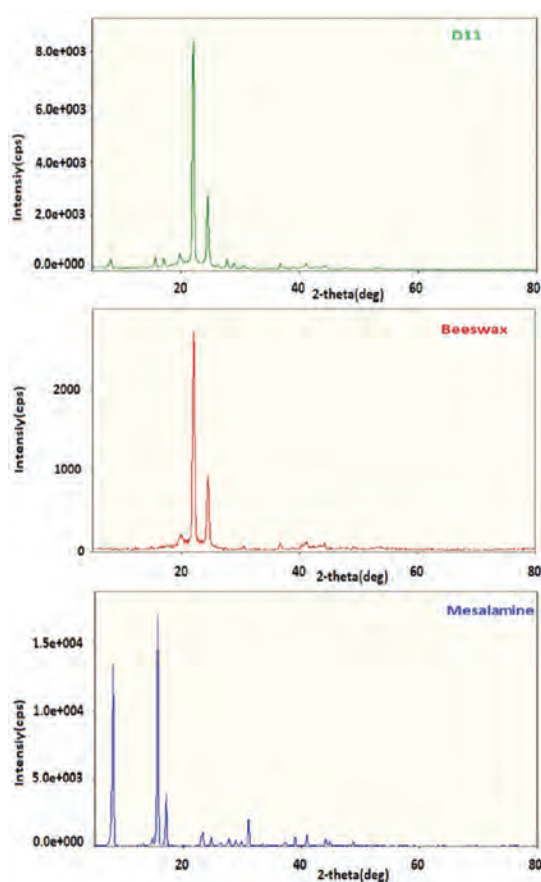 D11
8.0e+003
6.0e+003
4.0e+003
2.0e+003
0.0e+000
Intensiy(cps)
20
40
60
80
2-theta(deg)
Beeswax
2000
1000
0
Intensiy(cps)
20
40
60
80
2-theta(deg)
Mesalamine
1.5e+004
1.0e+004
5.0e+003
0.0e+000
Intensiy(cps)
20
40
60
80
2-theta(deg)